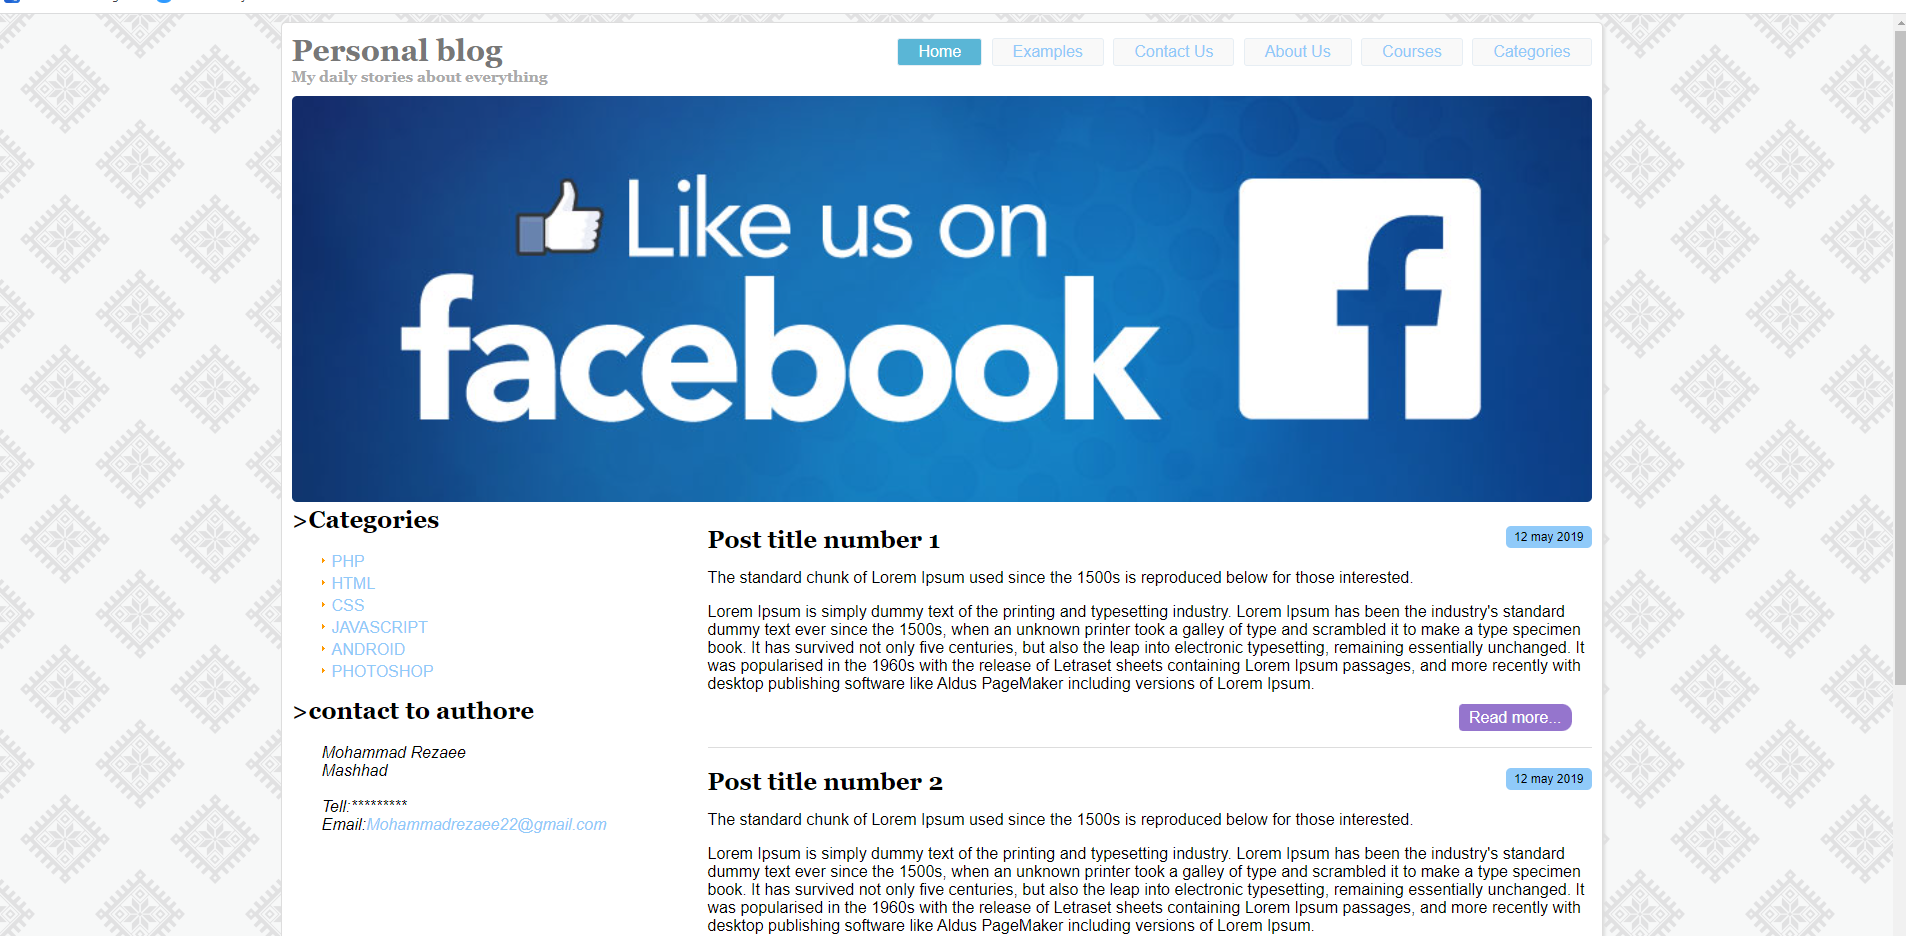 Personal blog
My daily stories about everything
Home
Examples
Contact Us
About Us
Courses
Categories
Like us on
facebook
f
>Categories
PHP
HTML
CSS
JAVASCRIPT
ANDROID
PHOTOSHOP
>contact to authore
Mohammad Rezaee
Mashhad
Tell:*********
Email:Mohammadrezaee22@gmail.com
Post title number 1
12 may 2019
The standard chunk of Lorem Ipsum used since the 1500s is reproduced below for those interested.
Lorem Ipsum is simply dummy text of the printing and typesetting industry. Lorem Ipsum has been the industry's standard
dummy text ever since the 1500s, when an unknown printer took a galley of type and scrambled it to make a type specimen
book. It has survived not only five centuries, but also the leap into electronic typesetting, remaining essentially unchanged. It
was popularised in the 1960s with the release of Letraset sheets containing Lorem Ipsum passages, and more recently with
desktop publishing software like Aldus PageMaker including versions of Lorem Ipsum.
Read more...
Post title number 2
12 may 2019
The standard chunk of Lorem Ipsum used since the 1500s is reproduced below for those interested.
Lorem Ipsum is simply dummy text of the printing and typesetting industry. Lorem Ipsum has been the industry's standard
dummy text ever since the 1500s, when an unknown printer took a galley of type and scrambled it to make a type specimen
book. It has survived not only five centuries, but also the leap into electronic typesetting, remaining essentially unchanged. It
was popularised in the 1960s with the release of Letraset sheets containing Lorem Ipsum passages, and more recently with
desktop publishing software like Aldus PageMaker including versions of Lorem Ipsum.